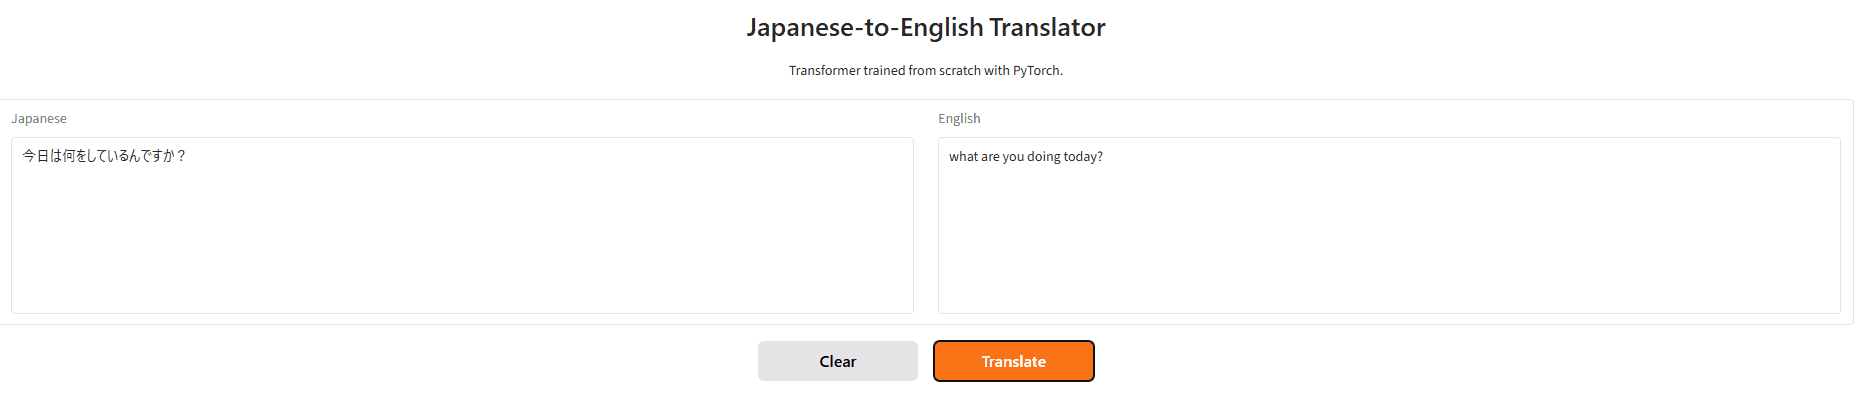 Japanese-to-English Translator
Transformer trained from scratch with PyTorch.
Japanese
English
今日は何をしているんですか？
what are you doing today?
Clear
Translate